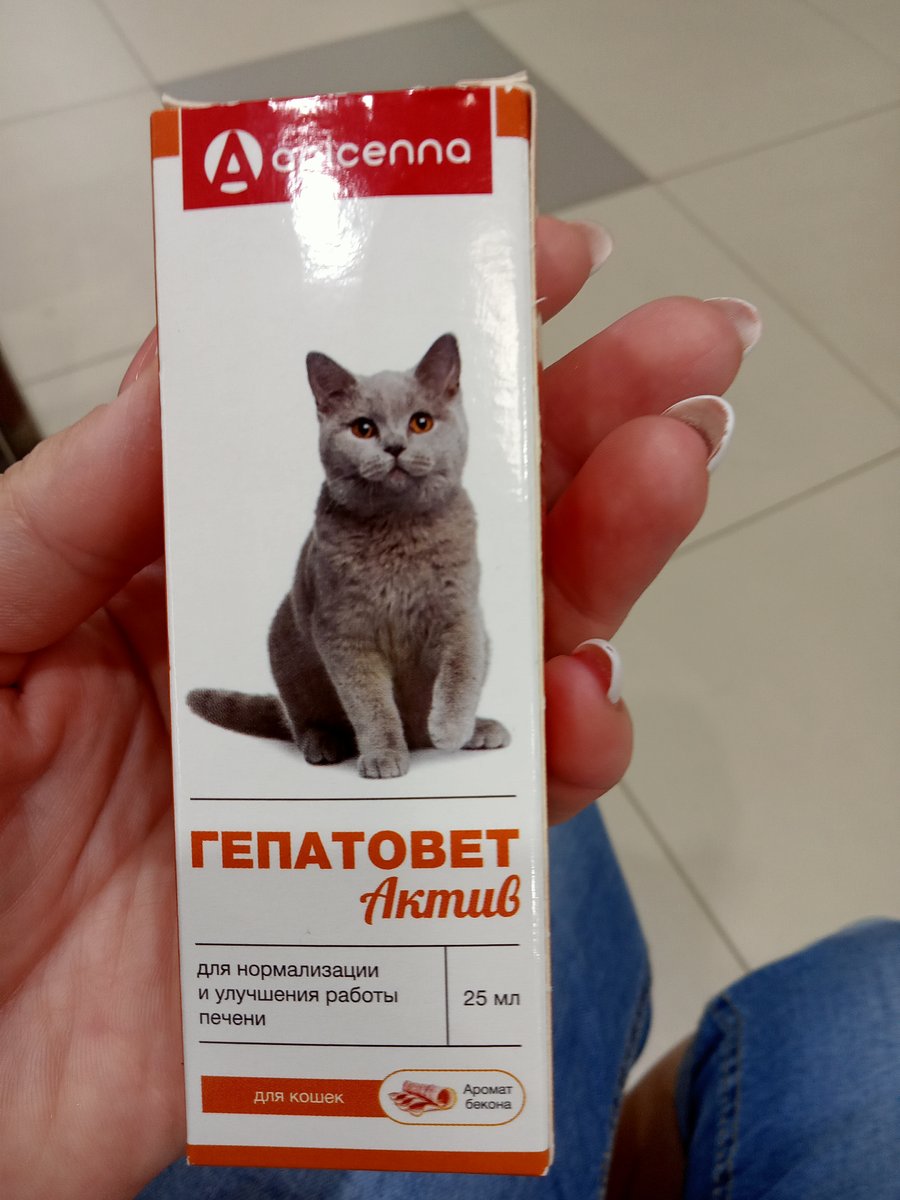 apicenna
ГЕПАТОВЕТ
Актив
для нормализации
и улучшения работы
печени
25 мл
для кошек
Аромат
бекона